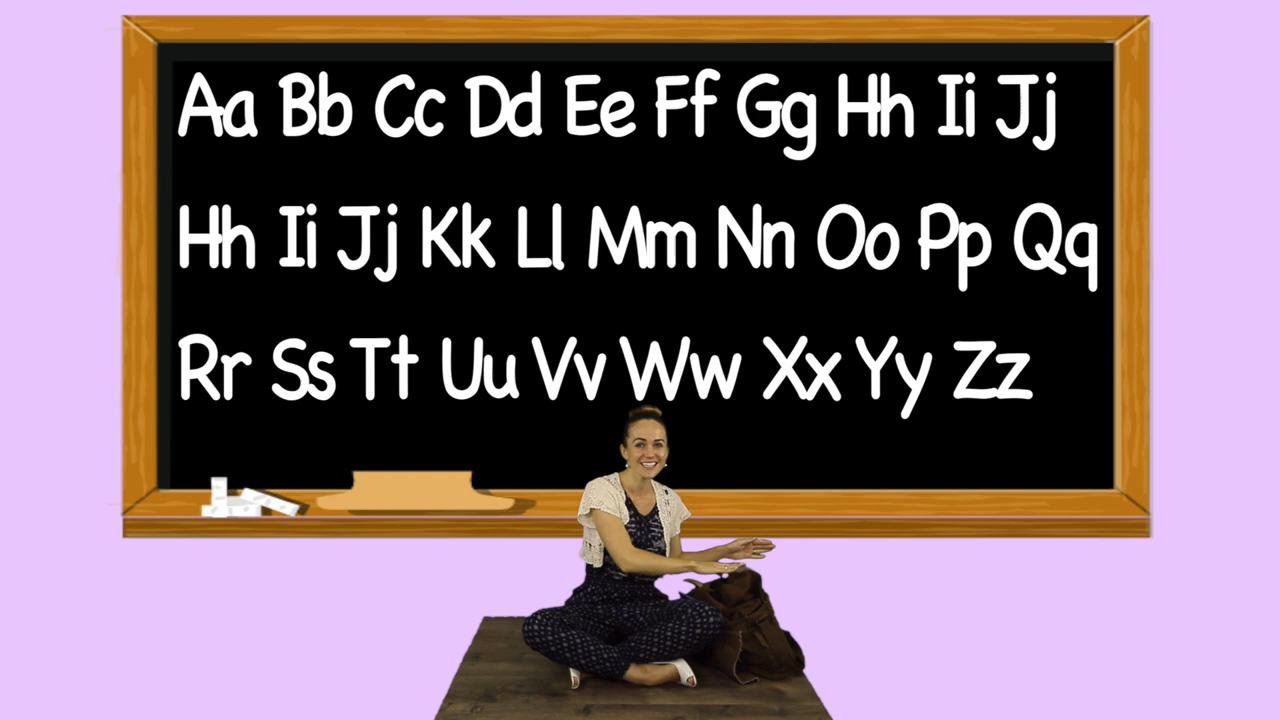 Aa Bb Cc Dd Ee Ff Gg Hh Ii Jj
Hh Ii Jj Kk Ll Mm Nn Oo Pp Qq
Rr Ss Tt Uu Vv Ww Xx Yy Zz